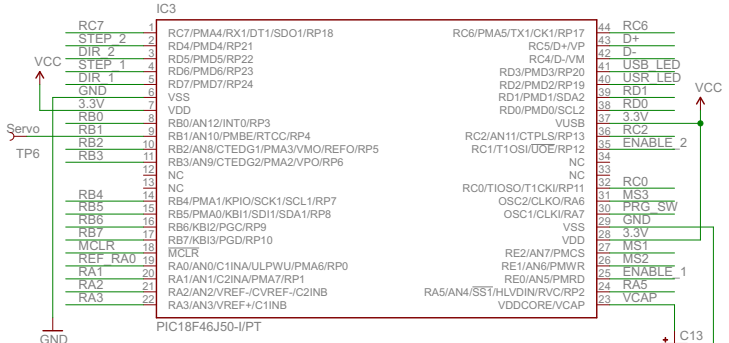 IC3
RC7 1 RC7/PMA4/RX1/DT1/SDO1/RP18 RC6/PMA5/TX1/CK1/RP17 44 RC6
STEP_2 2 RD4/PMD4/RP21 RC5/D+/VP 43 D+
DIR_2 3 RD5/PMD5/RP22 RC4/D-/VM 42 D-
VCC STEP_1 4 RD6/PMD6/RP23 RD3/PMD3/RP20 41 USB_LED
DIR_1 5 RD7/PMD7/RP24 RD2/PMD2/RP19 40 USR_LED VCC
GND 6 VSS RD1/PMD1/SDA2 39 RD1
3.3V 7 VDD RD0/PMD0/SCL2 38 RD0
RB0 8 RB0/AN12/INT0/RP3 VUSB 37 3.3V
Servo RB1 9 RB1/AN10/PMBE/RTCC/RP4 RC2/AN11/CTPLS/RP13 36 RC2
TP6 RB2 10 RB2/AN8/CTEDG1/PMA3/VMO/REFO/RP5 RC1/T1OSI/UOE/RP12 35 ENABLE_2
RB3 11 RB3/AN9/CTEDG2/PMA2/VPO/RP6 NC 34
12 NC NC 33
13 NC RC0/TIOSO/T1CKI/RP11 32 RC0
RB4 14 RB4/PMA1/KPIO/SCK1/SCL1/RP7 OSC2/CLKO/RA6 31 MS3
RB5 15 RB5/PMA0/KBI1/SDI1/SDA1/RP8 OSC1/CLKI/RA7 30 PRG_SW
RB6 16 RB6/KBI2/PGC/RP9 VSS 29 GND
RB7 17 RB7/KBI3/PGD/RP10 VDD 28 3.3V
MCLR 18 MCLR RE2/AN7/PMCS 27 MS1
REF_RA0 19 RA0/AN0/C1INA/ULPWU/PMA6/RP0 RE1/AN6/PMWR 26 MS2
RA1 20 RA1/AN1/C2INA/PMA7/RP1 RE0/AN5/PMRD 25 ENABLE_1
RA2 21 RA2/AN2/VREF-/CVREF-/C2INB RA5/AN4/SS1/HLVDIN/RVC/RP2 24 RA5
RA3 22 RA3/AN3/VREF+/C1INB VDDCORE/VCAP 23 VCAP
PIC18F46J50-I/PT
GND
+ C13